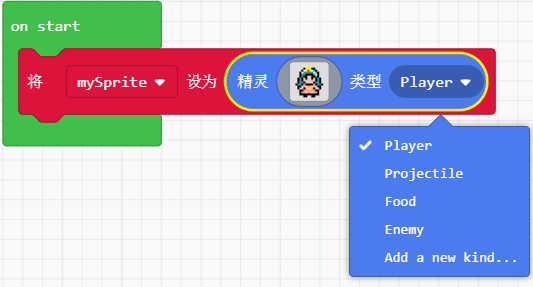 on start
将 mySprite 设为 精灵 类型 Player
Player
Projectile
Food
Enemy
Add a new kind...